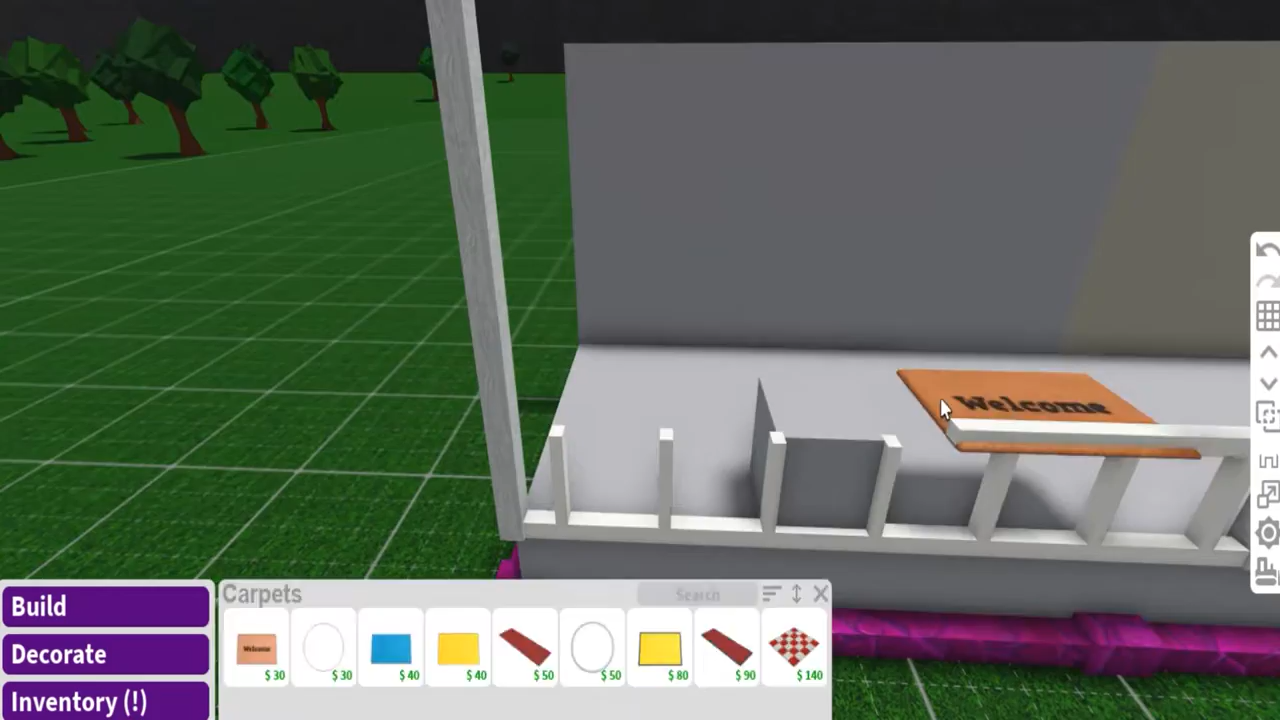 Welcome
Build
Decorate
Inventory (!)
Carpets
Search
Welcome
$ 30
$ 30
$ 40
$ 40
$ 50
$ 50
$ 80
$ 90
$ 140